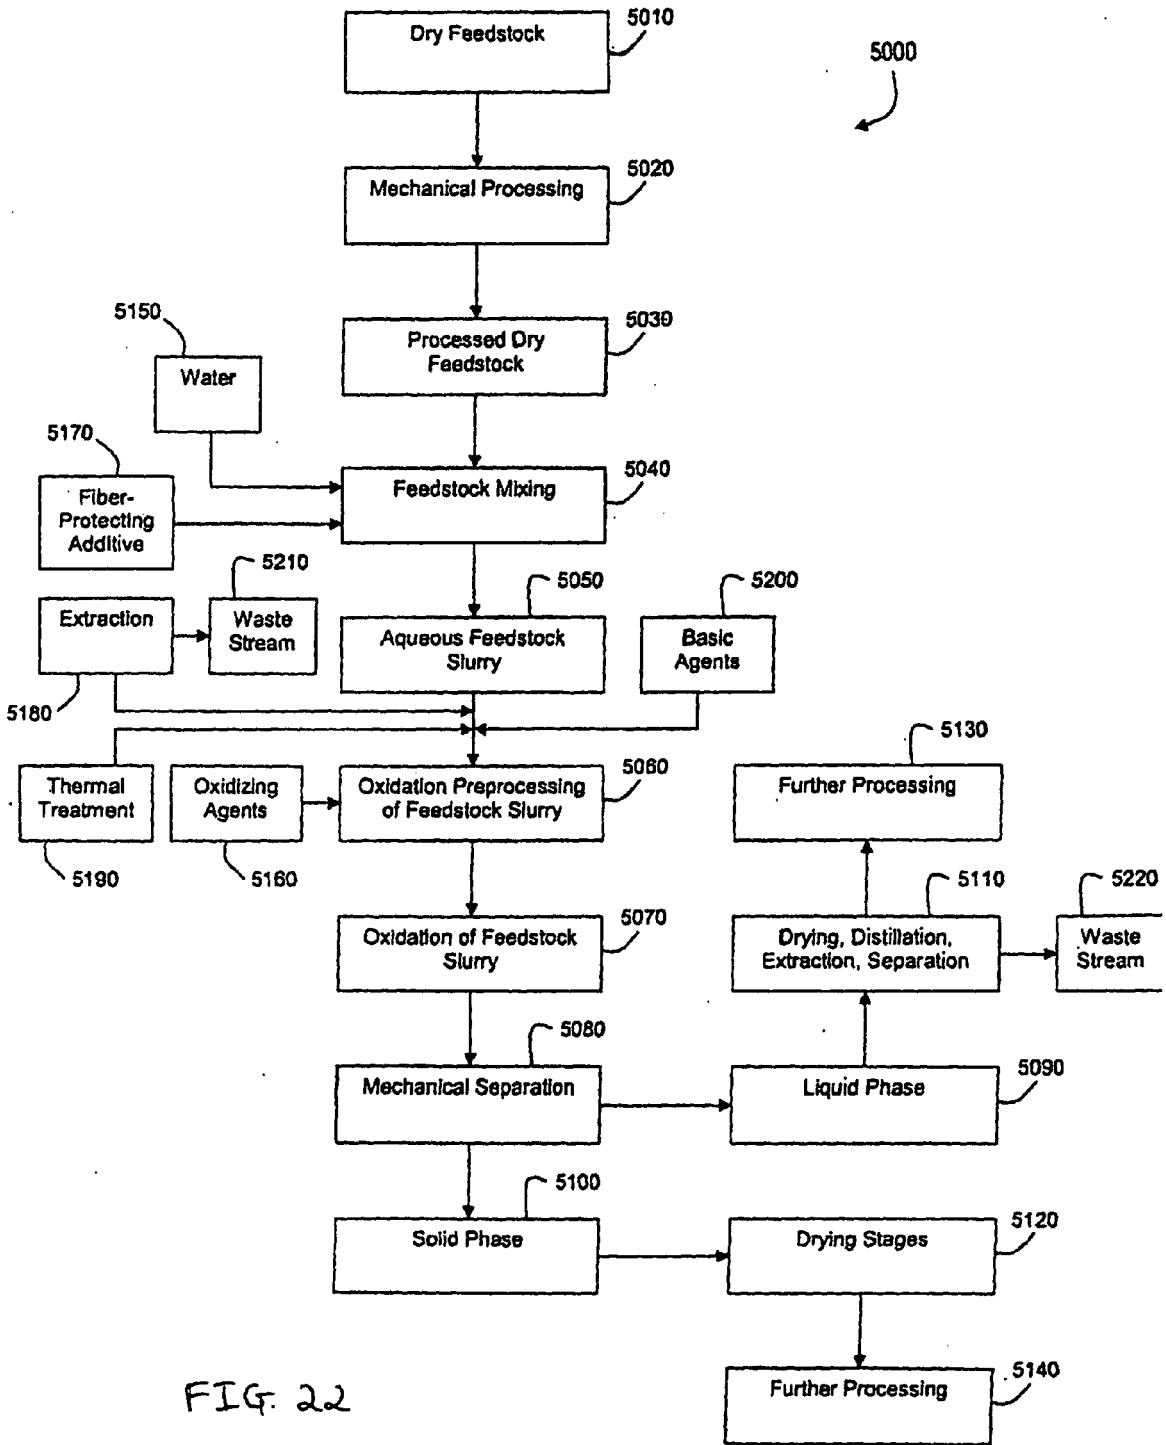 Dry Feedstock
5010
5000
Mechanical Processing
5020
Processed Dry
Feedstock
5030
5150
Water
5170
Fiber-
Protecting
Additive
Feedstock Mixing
5040
Extraction
5180
5210
Waste
Stream
5050
Aqueous Feedstock
Slurry
5200
Basic
Agents
Thermal
Treatment
5190
Oxidizing
Agents
5160
Oxidation Preprocessing
of Feedstock Slurry
5060
5130
Further Processing
Oxidation of Feedstock
Slurry
5070
5110
Drying, Distillation,
Extraction, Separation
5220
Waste
Stream
5080
Mechanical Separation
Liquid Phase
5090
5100
Solid Phase
Drying Stages
5120
Further Processing
5140
FIG. 22